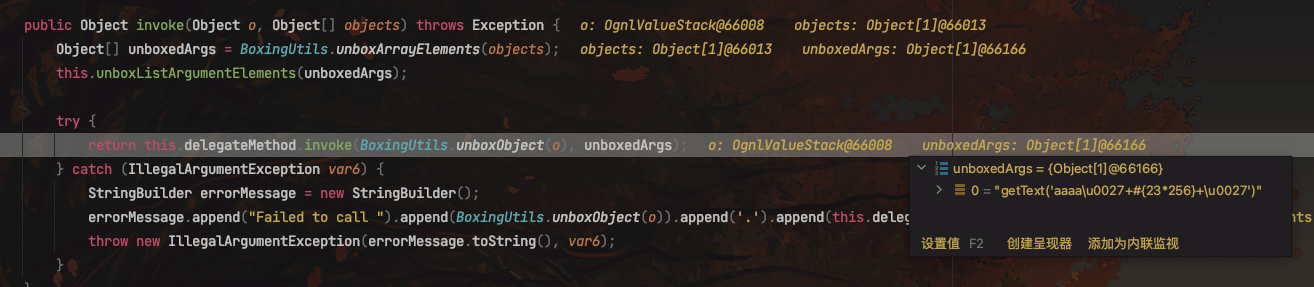 public Object invoke(Object o, Object[] objects) throws Exception {   o: OgnlValueStack@66008    objects: Object[1]@66013
    Object[] unboxedArgs = BoxingUtils.unboxArrayElements(objects);   objects: Object[1]@66013    unboxedArgs: Object[1]@66166
    this.unboxListArgumentElements(unboxedArgs);
    try {
        return this.delegateMethod.invoke(BoxingUtils.unboxObject(o), unboxedArgs);   o: OgnlValueStack@66008    unboxedArgs: Object[1]@66166
    } catch (IllegalArgumentException var6) {
        StringBuilder errorMessage = new StringBuilder();
        errorMessage.append("Failed to call ").append(BoxingUtils.unboxObject(o)).append('.').append(this.deleg
        throw new IllegalArgumentException(errorMessage.toString(), var6);
    }
unboxedArgs = {Object[1]@66166}
0 = "getText('aaaa\u0027+#{23*256}+\u0027')"
设置值 F2 创建呈现器 添加为内联监视